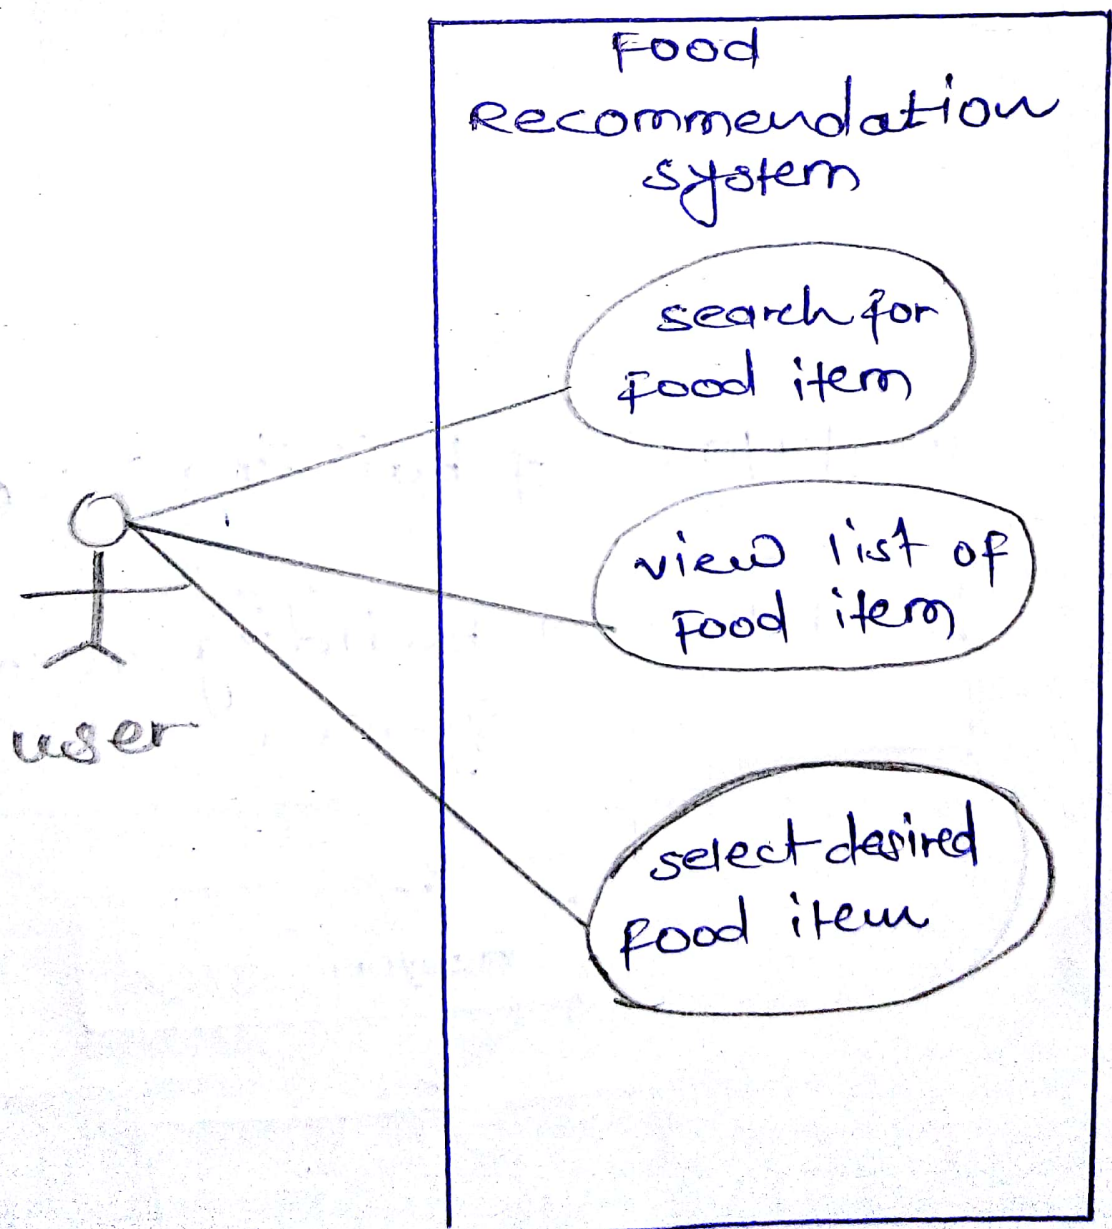 Food
Recommendation
system
search for
Food item
view list of
Food item
user
select desired
Food item